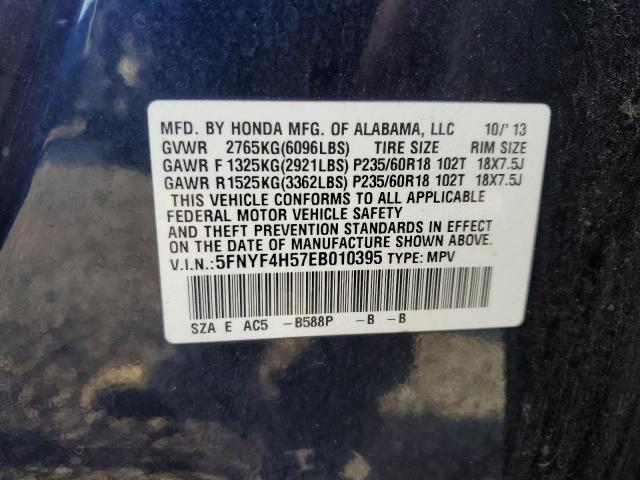 MFD. BY HONDA MFG. OF ALABAMA, LLC 10/'13
GVWR 2765KG(6096LBS) TIRE SIZE RIM SIZE
GAWR F 1325KG(2921LBS) P235/60R18 102T 18X7.5J
GAWR R1525KG(3362LBS) P235/60R18 102T 18X7.5J
THIS VEHICLE CONFORMS TO ALL APPLICABLE
FEDERAL MOTOR VEHICLE SAFETY
AND THEFT PREVENTION STANDARDS IN EFFECT
ON THE DATE OF MANUFACTURE SHOWN ABOVE.
V.I.N.:5FNYF4H57EB010395 TYPE: MPV
SZA E AC5 -B588P -B -B